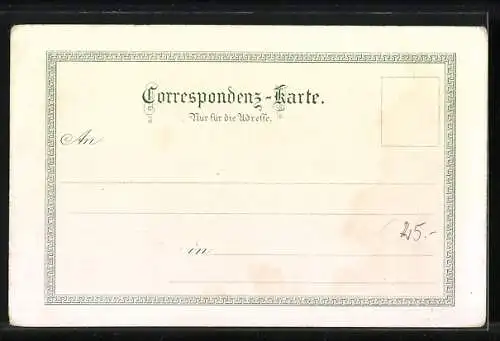 Correspondenz-Karte.
Nur für die Adresse.
An
25.-
in